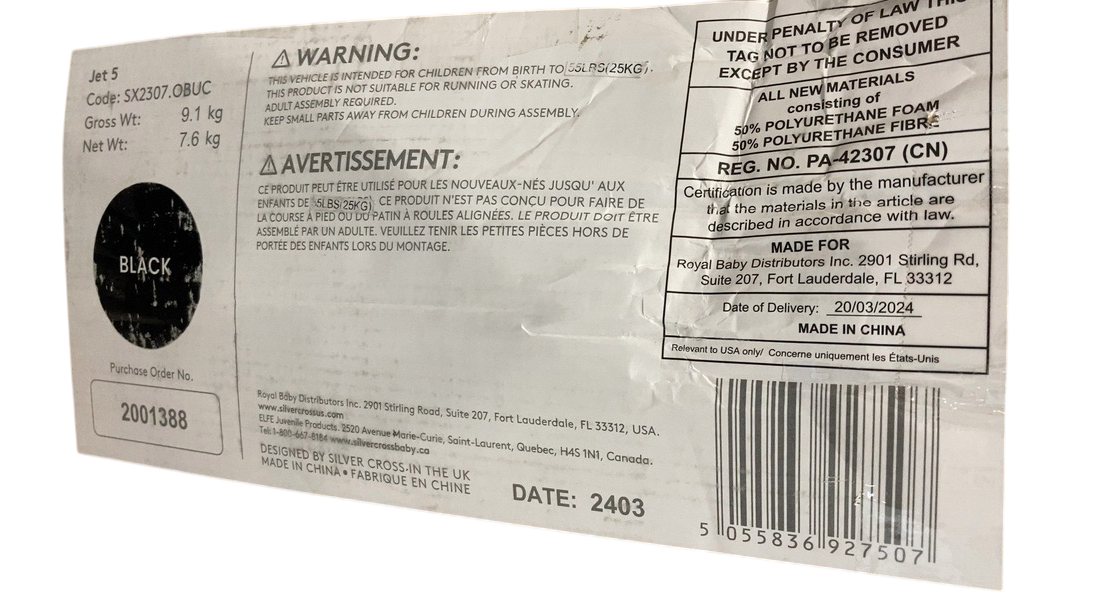 Jet 5
Code: SX2307.OBUC
Gross Wt: 9.1 kg
Net Wt: 7.6 kg
BLACK
Purchase Order No.
2001388
WARNING:
THIS VEHICLE IS INTENDED FOR CHILDREN FROM BIRTH TO 55LBS(25KG).
THIS PRODUCT IS NOT SUITABLE FOR RUNNING OR SKATING.
ADULT ASSEMBLY REQUIRED.
KEEP SMALL PARTS AWAY FROM CHILDREN DURING ASSEMBLY.
AVERTISSEMENT:
CE PRODUIT PEUT ÊTRE UTILISÉ POUR LES NOUVEAUX-NÉS JUSQU' AUX
ENFANTS DE 5LBS(25KG). CE PRODUIT N'EST PAS CONÇU POUR FAIRE DE
LA COURSE À PIED OU DU PATIN À ROULES ALIGNÉES. LE PRODUIT DOIT ÊTRE
ASSEMBLÉ PAR UN ADULTE. VEUILLEZ TENIR LES PETITES PIÈCES HORS DE
PORTÉE DES ENFANTS LORS DU MONTAGE.
Royal Baby Distributors Inc. 2901 Stirling Road, Suite 207, Fort Lauderdale, FL 33312, USA.
www.silvercrossus.com
ELFE Juvenile Products. 2520 Avenue Marie-Curie, Saint-Laurent, Quebec, H4S 1N1, Canada.
Tel: 1-800-667-8184 www.silvercrossbaby.ca
DESIGNED BY SILVER CROSS-IN THE UK
MADE IN CHINA • FABRIQUE EN CHINE
DATE: 2403
UNDER PENALTY OF LAW THIS
TAG NOT TO BE REMOVED
EXCEPT BY THE CONSUMER
ALL NEW MATERIALS
consisting of
50% POLYURETHANE FOAM
50% POLYURETHANE FIBRE
REG. NO. PA-42307 (CN)
Certification is made by the manufacturer
that the materials in the article are
described in accordance with law.
MADE FOR
Royal Baby Distributors Inc. 2901 Stirling Rd,
Suite 207, Fort Lauderdale, FL 33312
Date of Delivery: 20/03/2024
MADE IN CHINA
Relevant to USA only/ Concerne uniquement les États-Unis
5 055836 927507